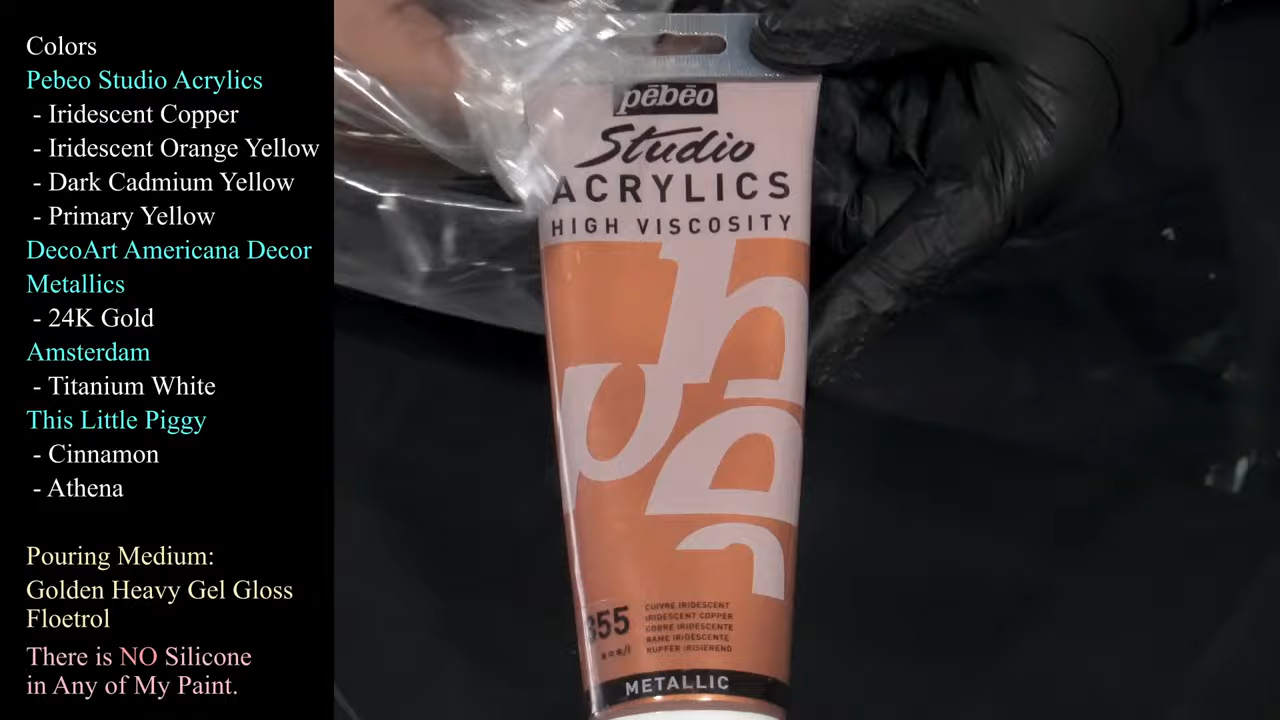 Colors
Pebeo Studio Acrylics
- Iridescent Copper
- Iridescent Orange Yellow
- Dark Cadmium Yellow
- Primary Yellow
DecoArt Americana Decor
Metallics
- 24K Gold
Amsterdam
- Titanium White
This Little Piggy
- Cinnamon
- Athena
Pouring Medium:
Golden Heavy Gel Gloss
Floetrol
There is NO Silicone
in Any of My Paint.
pēbēo
Studio
ACRYLICS
HIGH VISCOSITY
355
CUIVRE IRIDESCENT
IRIDESCENT COPPER
COBRE IRIDESCENTE
RAME IRIDESCENTE
KUPFER IRISIEREND
METALLIC